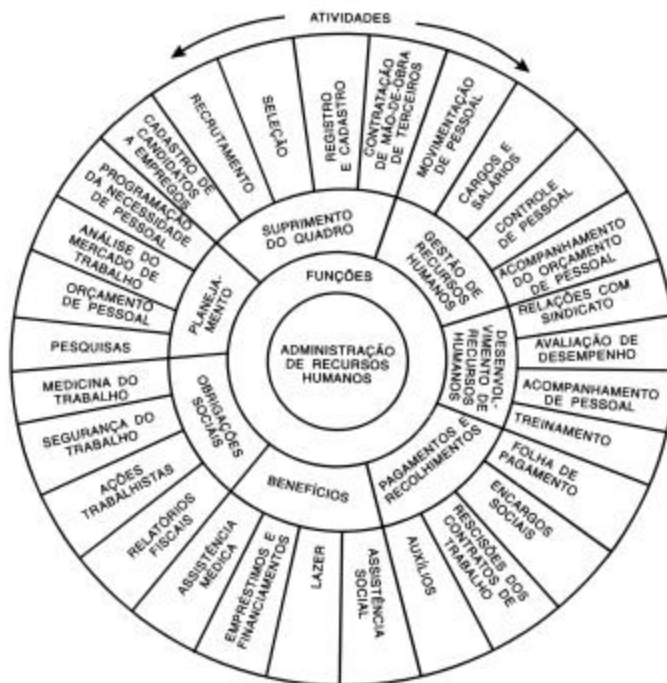 ATIVIDADES
CADASTRO DE
CANDIDATOS
A EMPREGOS
RECRUTAMENTO
SELEÇÃO
REGISTRO
E CADASTRO
CONTRATAÇÃO
DE MÃO-DE-OBRA
DE TERCEIROS
MOVIMENTAÇÃO
DE PESSOAL
CARGOS E
SALÁRIOS
CONTROLE
DE PESSOAL
ACOMPANHAMENTO
DO ORÇAMENTO
DE PESSOAL
RELAÇÕES COM
SINDICATO
AVALIAÇÃO DE
DESEMPENHO
ACOMPANHAMENTO
DE PESSOAL
TREINAMENTO
FOLHA DE
PAGAMENTO
ENCARGOS
SOCIAIS
RESCISÕES DOS
CONTRATOS DE
TRABALHO
AUXÍLIOS
ASSISTÊNCIA
SOCIAL
LAZER
EMPRÉSTIMOS E
FINANCIAMENTOS
ASSISTÊNCIA
MÉDICA
RELATÓRIOS
FISCAIS
AÇÕES
TRABALHISTAS
SEGURANÇA DO
TRABALHO
MEDICINA DO
TRABALHO
PESQUISAS
ORÇAMENTO
DE PESSOAL
ANÁLISE DO
MERCADO DE
TRABALHO
PROGRAMAÇÃO
DA NECESSIDADE
DE PESSOAL
SUPRIMENTO
DO QUADRO
GESTÃO DE
RECURSOS
HUMANOS
DESENVOL-
VIMENTO DE
RECURSOS
HUMANOS
PAGAMENTOS E
RECOLHIMENTOS
BENEFÍCIOS
OBRIGAÇÕES
SOCIAIS
PLANEJA-
MENTO
FUNÇÕES
ADMINISTRAÇÃO
DE RECURSOS
HUMANOS